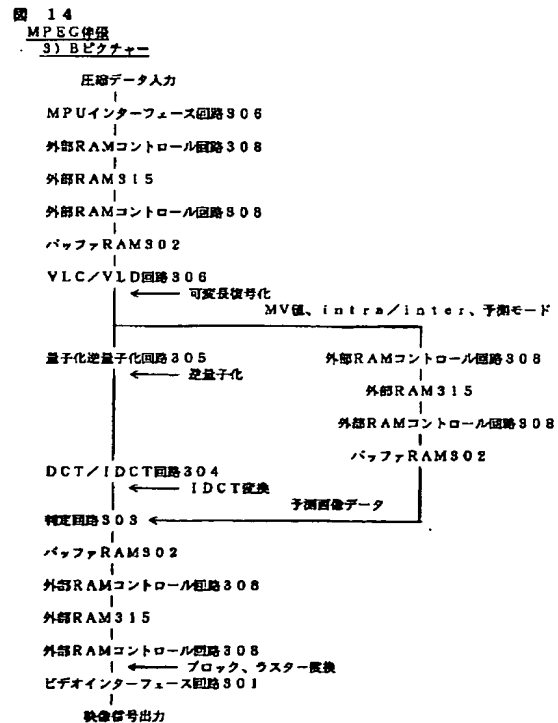 図 14
MPEG伸張
3) Bピクチャー
圧縮データ入力
MPUインターフェース回路306
外部RAMコントロール回路308
外部RAM315
外部RAMコントロール回路308
バッファRAM302
VLC/VLD回路306
可変長復号化
MV値、intra/inter、予測モード
量子化逆量子化回路305
外部RAMコントロール回路308
逆量子化
外部RAM315
外部RAMコントロール回路308
バッファRAM302
DCT/IDCT回路304
IDCT変換
予測画像データ
判定回路303
バッファRAM302
外部RAMコントロール回路308
外部RAM315
外部RAMコントロール回路308
ブロック、ラスター変換
ビデオインターフェース回路301
映像信号出力